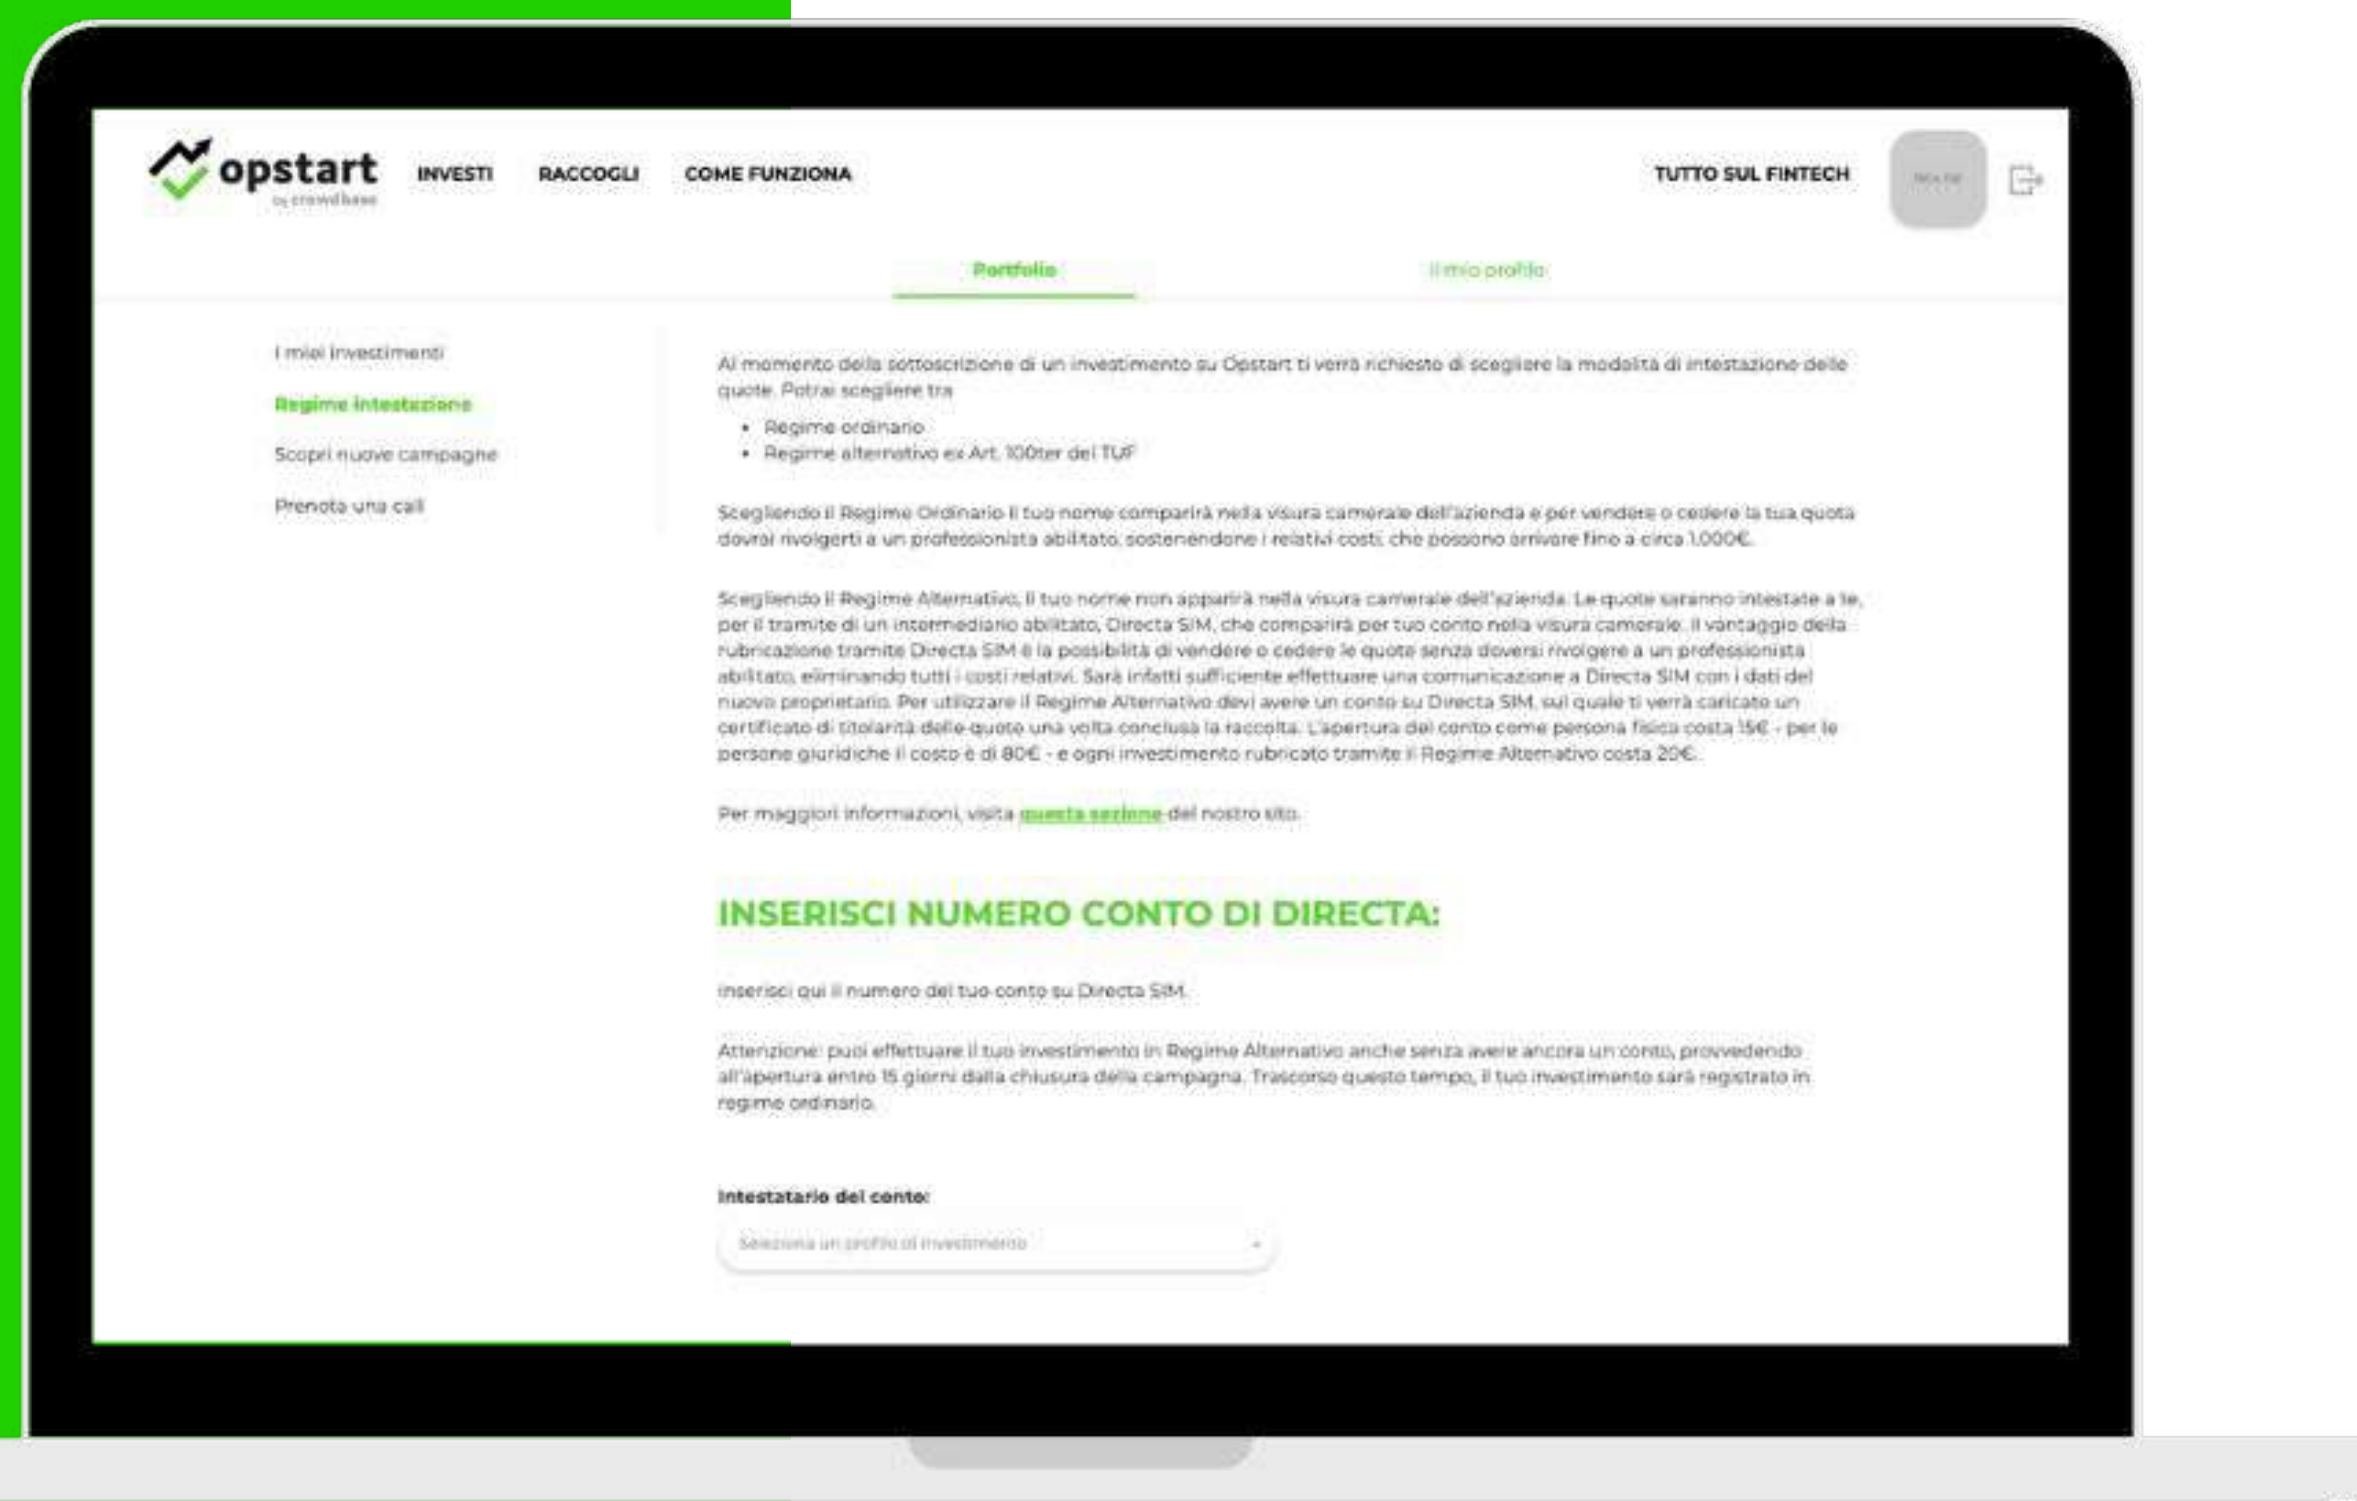 opstart
by crowdbase
INVESTI
RACCOGLI
COME FUNZIONA
TUTTO SUL FINTECH
Portfolio
Il mio profilo
I miei investimenti
Regime intestazione
Scopri nuove campagne
Prenota una call
Al momento della sottoscrizione di un investimento su Opstart ti verrà richiesto di scegliere la modalità di intestazione delle
quote. Potrai scegliere tra
• Regime ordinario
• Regime alternativo ex Art. 100ter del TUF
Scegliendo il Regime Ordinario il tuo nome comparirà nella visura camerale dell'azienda e per vendere o cedere la tua quota
dovrai rivolgerti a un professionista abilitato, sostenendone i relativi costi, che possono arrivare fino a circa 1.000€.
Scegliendo il Regime Alternativo, il tuo nome non apparirà nella visura camerale dell'azienda. Le quote saranno intestate a te,
per il tramite di un intermediario abilitato, Directa SIM, che comparirà per tuo conto nella visura camerale. Il vantaggio della
rubricazione tramite Directa SIM è la possibilità di vendere o cedere le quote senza doversi rivolgere a un professionista
abilitato, eliminando tutti i costi relativi. Sarà infatti sufficiente effettuare una comunicazione a Directa SIM con i dati del
nuovo proprietario. Per utilizzare il Regime Alternativo devi avere un conto su Directa SIM, sul quale ti verrà caricato un
certificato di titolarità delle quote una volta conclusa la raccolta. L'apertura del conto come persona fisica costa 15€ - per le
persone giuridiche il costo è di 80€ - e ogni investimento rubricato tramite il Regime Alternativo costa 20€.
Per maggiori informazioni, visita questa sezione del nostro sito.
INSERISCI NUMERO CONTO DI DIRECTA:
Inserisci qui il numero del tuo conto su Directa SIM.
Attenzione: puoi effettuare il tuo investimento in Regime Alternativo anche senza avere ancora un conto, provvedendo
all'apertura entro 15 giorni dalla chiusura della campagna. Trascorso questo tempo, il tuo investimento sarà registrato in
regime ordinario.
Intestatario del conto:
Seleziona un profilo di investimento